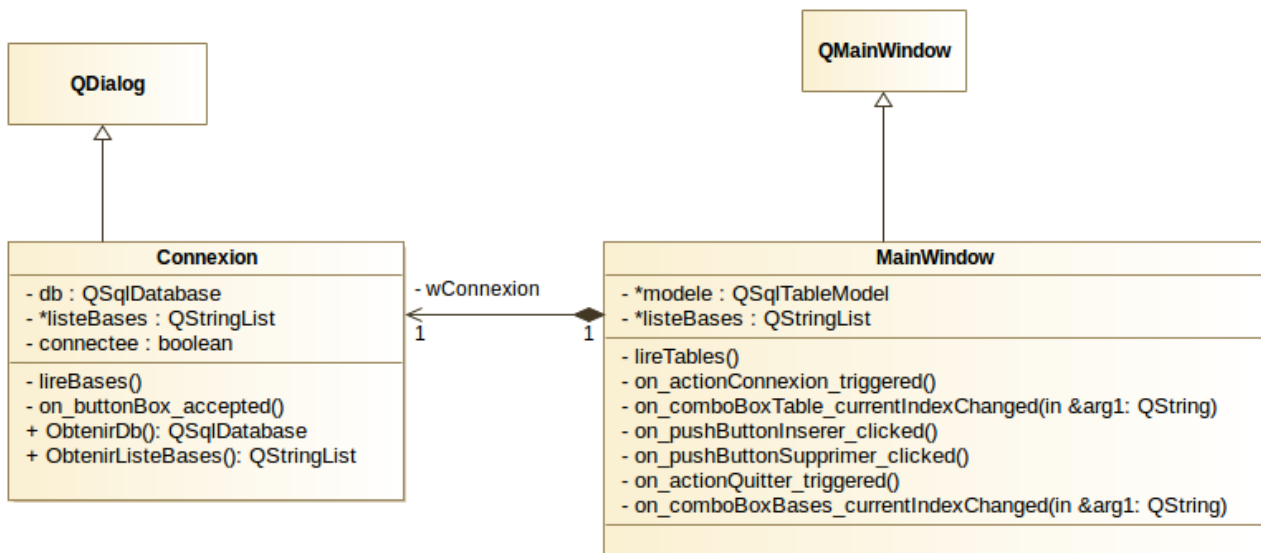 QDialog
QMainWindow
Connexion
- db : QSqlDatabase
- *listeBases : QStringList
- connectee : boolean
- lireBases()
- on_buttonBox_accepted()
+ ObtenirDb(): QSqlDatabase
+ ObtenirListeBases(): QStringList
- wConnexion
1
1
MainWindow
- *modele : QSqlTableModel
- *listeBases : QStringList
- lireTables()
- on_actionConnexion_triggered()
- on_comboBoxTable_currentIndexChanged(in &arg1: QString)
- on_pushButtonInserer_clicked()
- on_pushButtonSupprimer_clicked()
- on_actionQuitter_triggered()
- on_comboBoxBases_currentIndexChanged(in &arg1: QString)